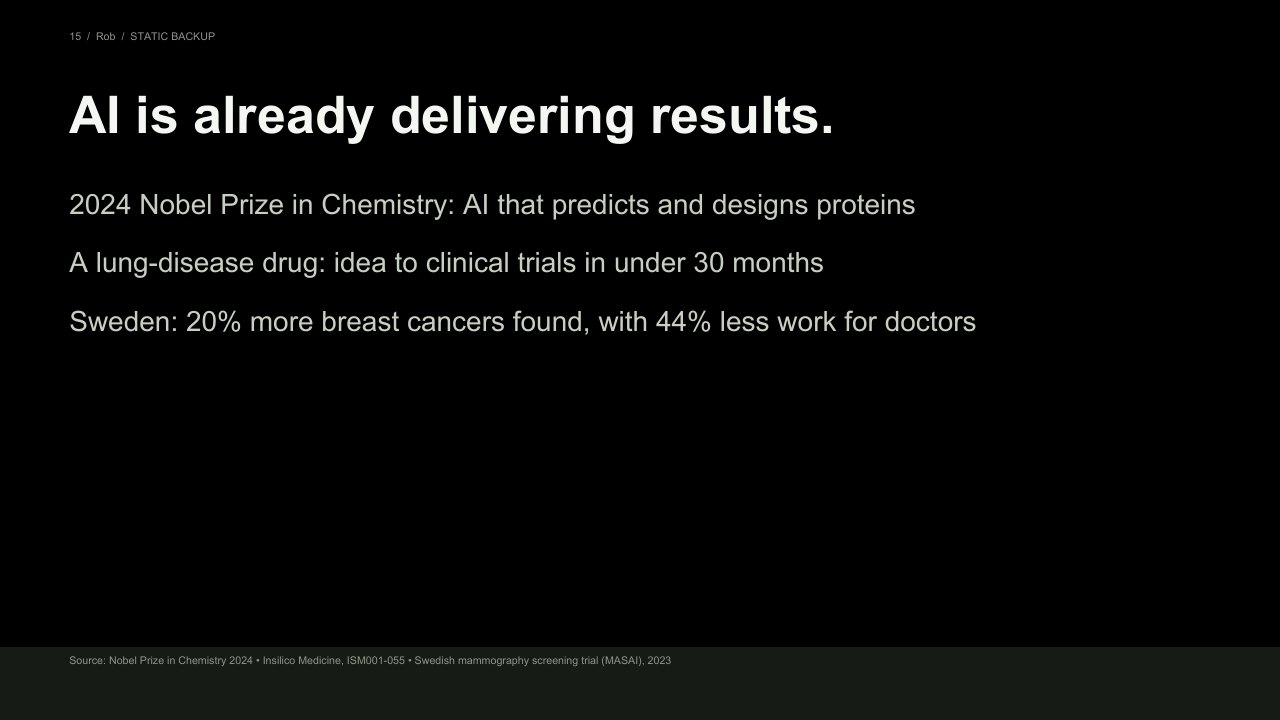 15 / Rob / STATIC BACKUP
AI is already delivering results.
2024 Nobel Prize in Chemistry: AI that predicts and designs proteins
A lung-disease drug: idea to clinical trials in under 30 months
Sweden: 20% more breast cancers found, with 44% less work for doctors
Source: Nobel Prize in Chemistry 2024 • Insilico Medicine, ISM001-055 • Swedish mammography screening trial (MASAI), 2023